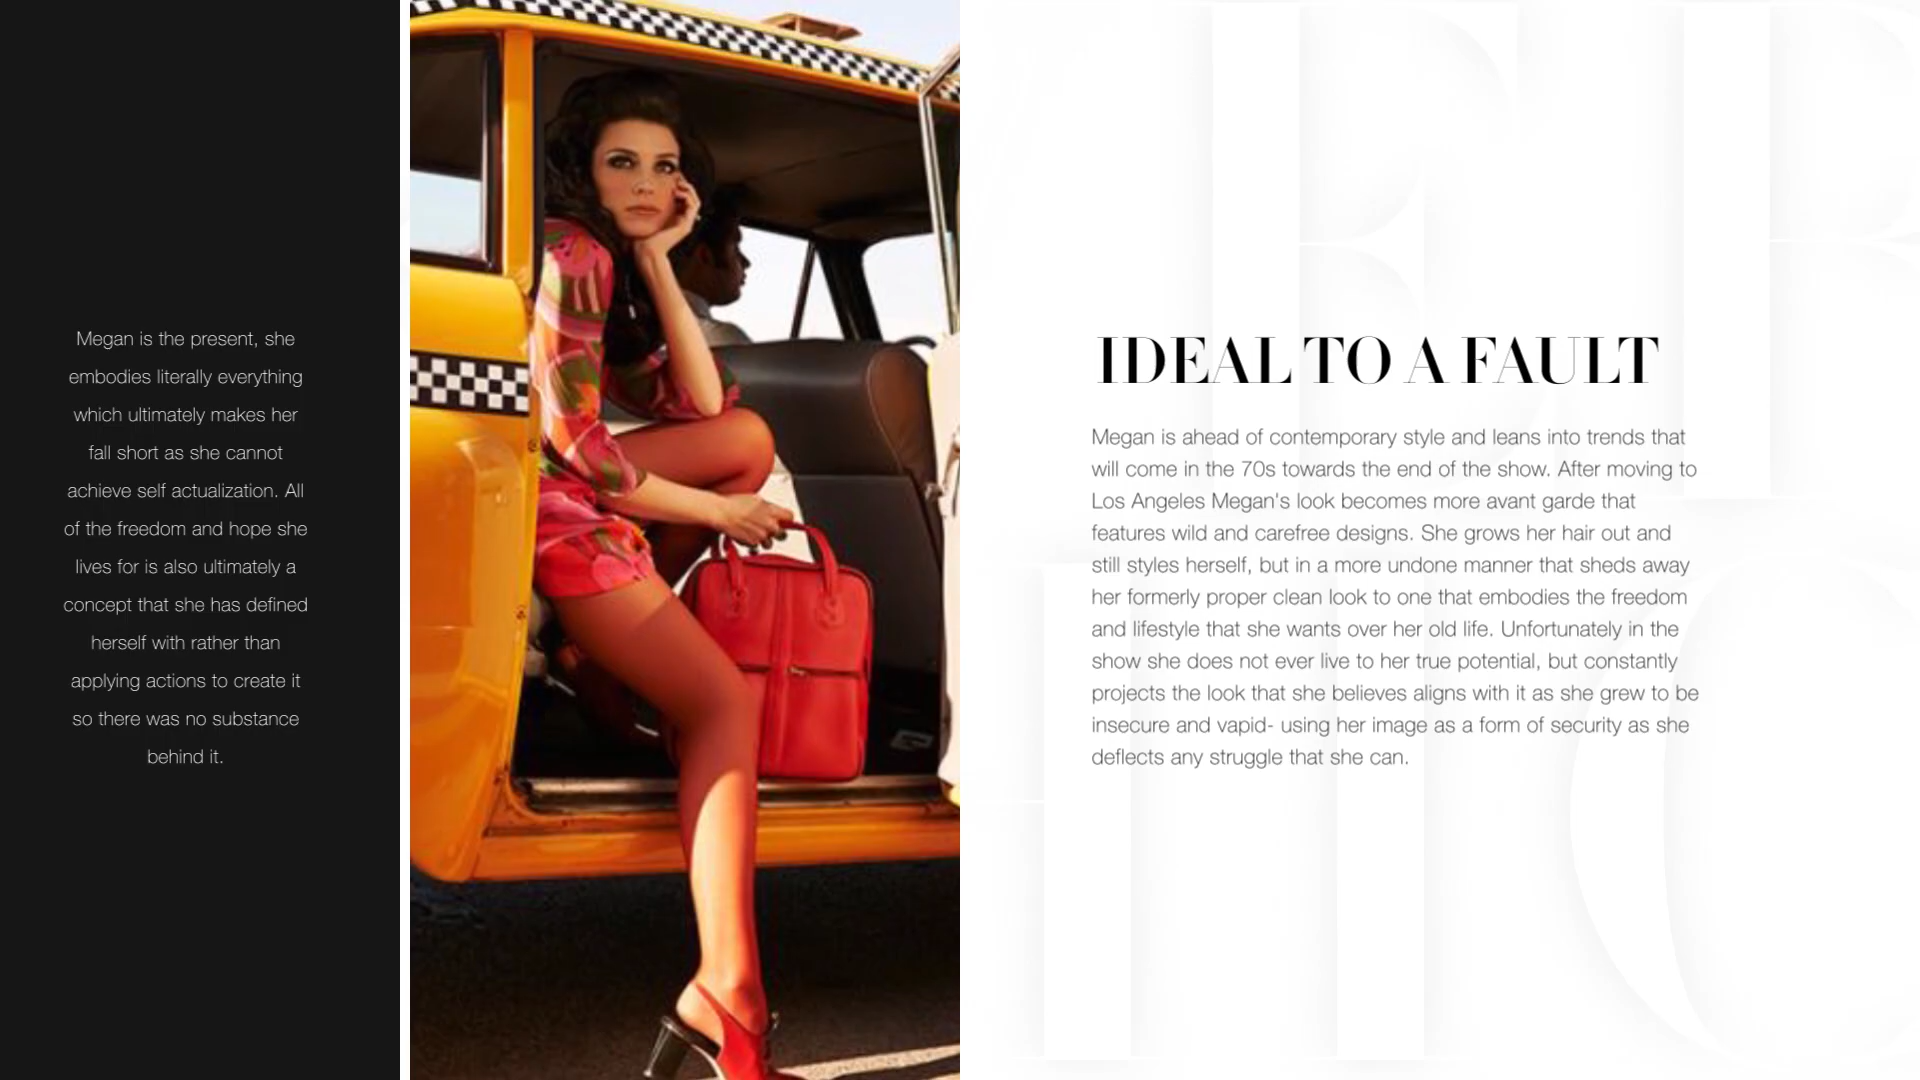 Megan is the present, she
embodies literally everything
which ultimately makes her
fall short as she cannot
achieve self actualization. All
of the freedom and hope she
lives for is also ultimately a
concept that she has defined
herself with rather than
applying actions to create it
so there was no substance
behind it.
IDEAL TO A FAULT
Megan is ahead of contemporary style and leans into trends that
will come in the 70s towards the end of the show. After moving to
Los Angeles Megan's look becomes more avant garde that
features wild and carefree designs. She grows her hair out and
still styles herself, but in a more undone manner that sheds away
her formerly proper clean look to one that embodies the freedom
and lifestyle that she wants over her old life. Unfortunately in the
show she does not ever live to her true potential, but constantly
projects the look that she believes aligns with it as she grew to be
insecure and vapid- using her image as a form of security as she
deflects any struggle that she can.